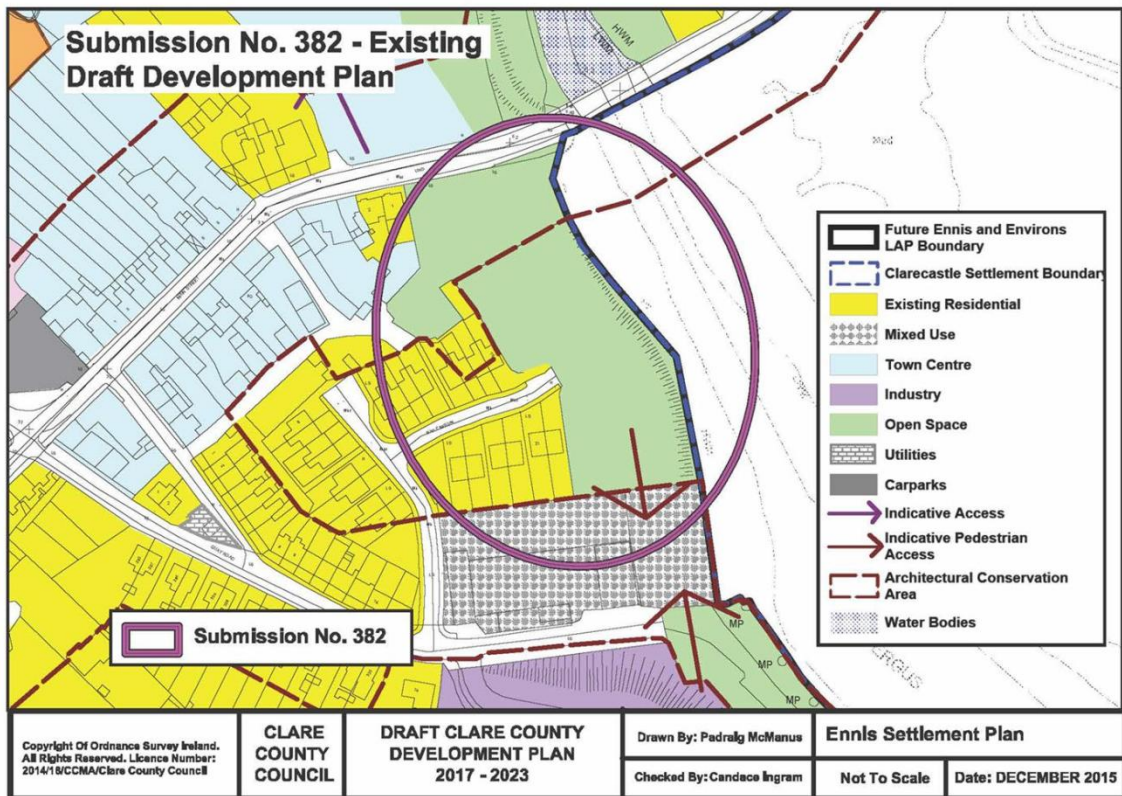 Submission No. 382 - Existing
Draft Development Plan
HWM
Mud
Future Ennis and Environs
LAP Boundary
Clarecastle Settlement Boundary
Existing Residential
Mixed Use
Town Centre
Industry
Open Space
Utilities
Carparks
Indicative Access
Indicative Pedestrian
Access
Architectural Conservation
Area
Water Bodies
Submission No. 382
MP
MP
MP
FERGUS
Copyright Of Ordnance Survey Ireland.
All Rights Reserved. Licence Number:
2014/18/CCMA/Clare County Council
CLARE
COUNTY
COUNCIL
DRAFT CLARE COUNTY
DEVELOPMENT PLAN
2017 - 2023
Drawn By: Padraig McManus
Checked By: Candace Ingram
Ennis Settlement Plan
Not To Scale
Date: DECEMBER 2015